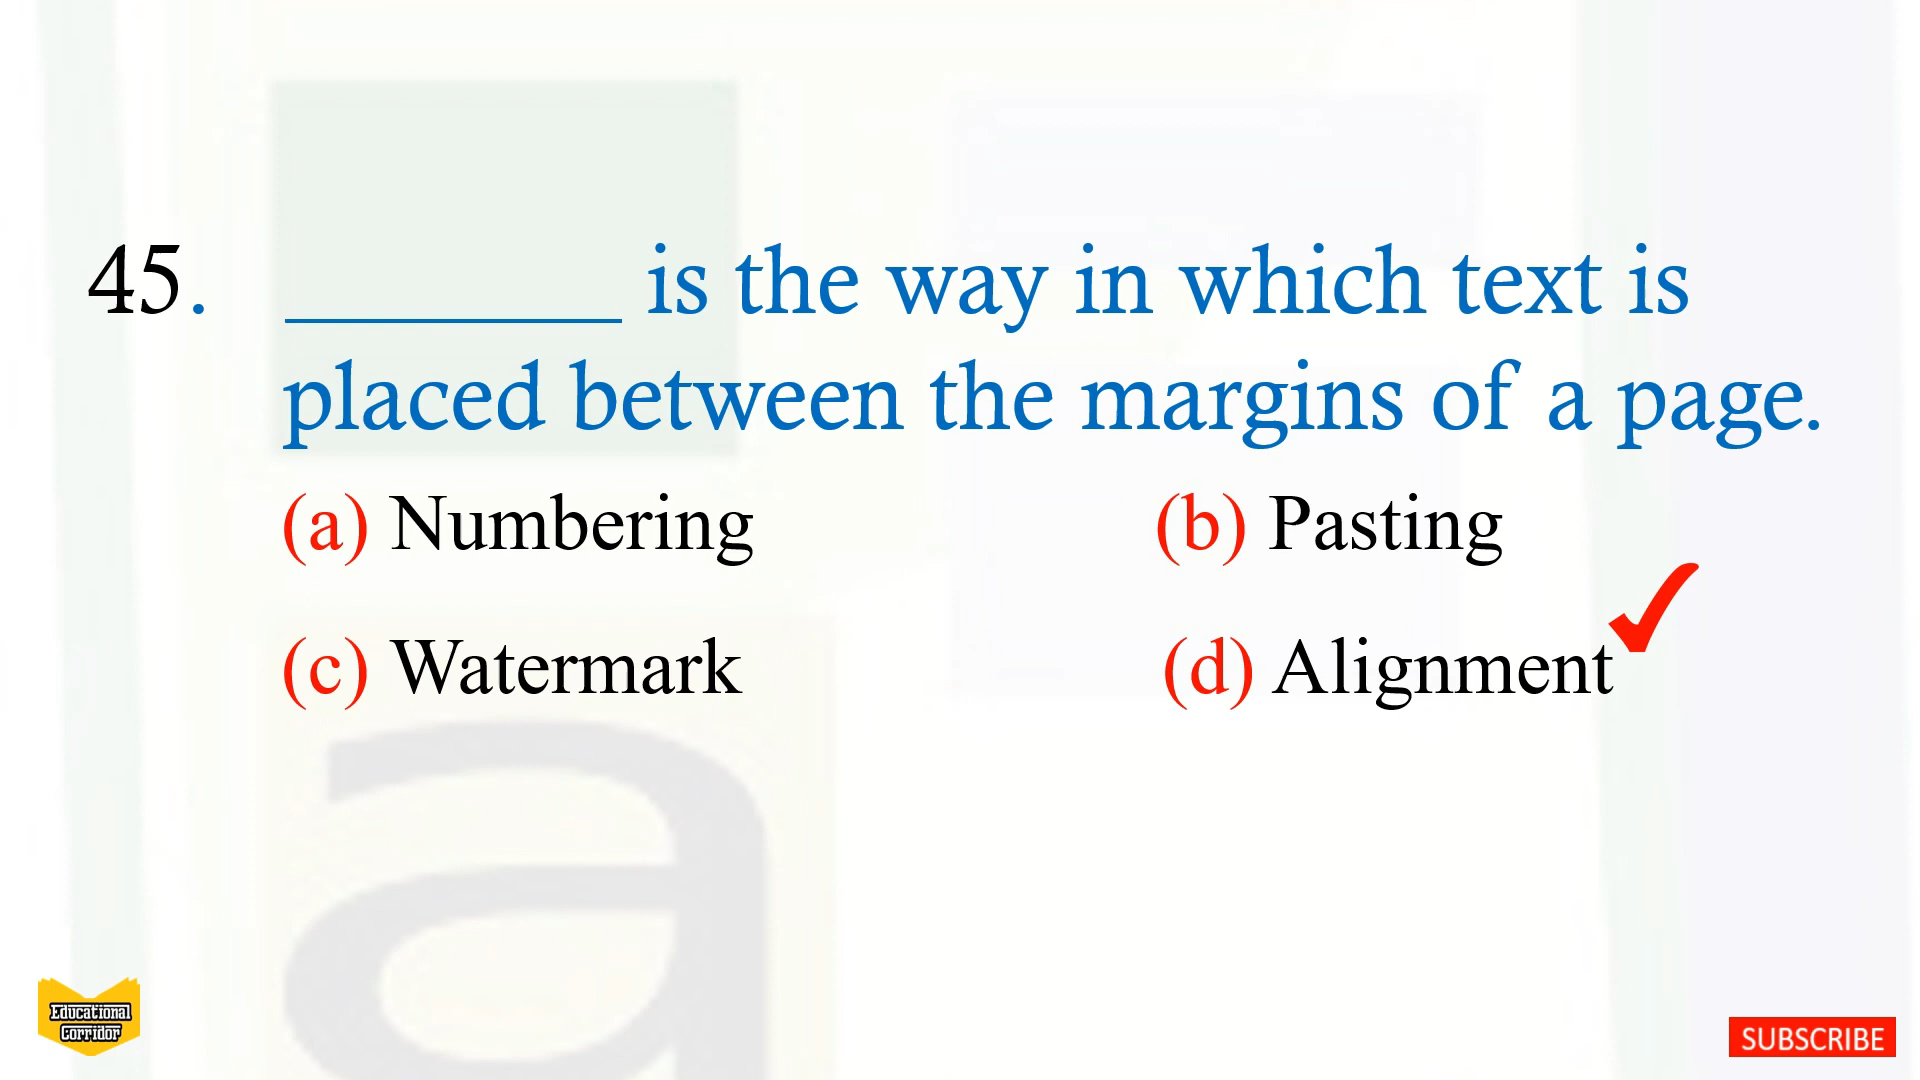 45. ________ is the way in which text is
placed between the margins of a page.
(a) Numbering (b) Pasting
(c) Watermark (d) Alignment
a
Educational
Corridor
SUBSCRIBE